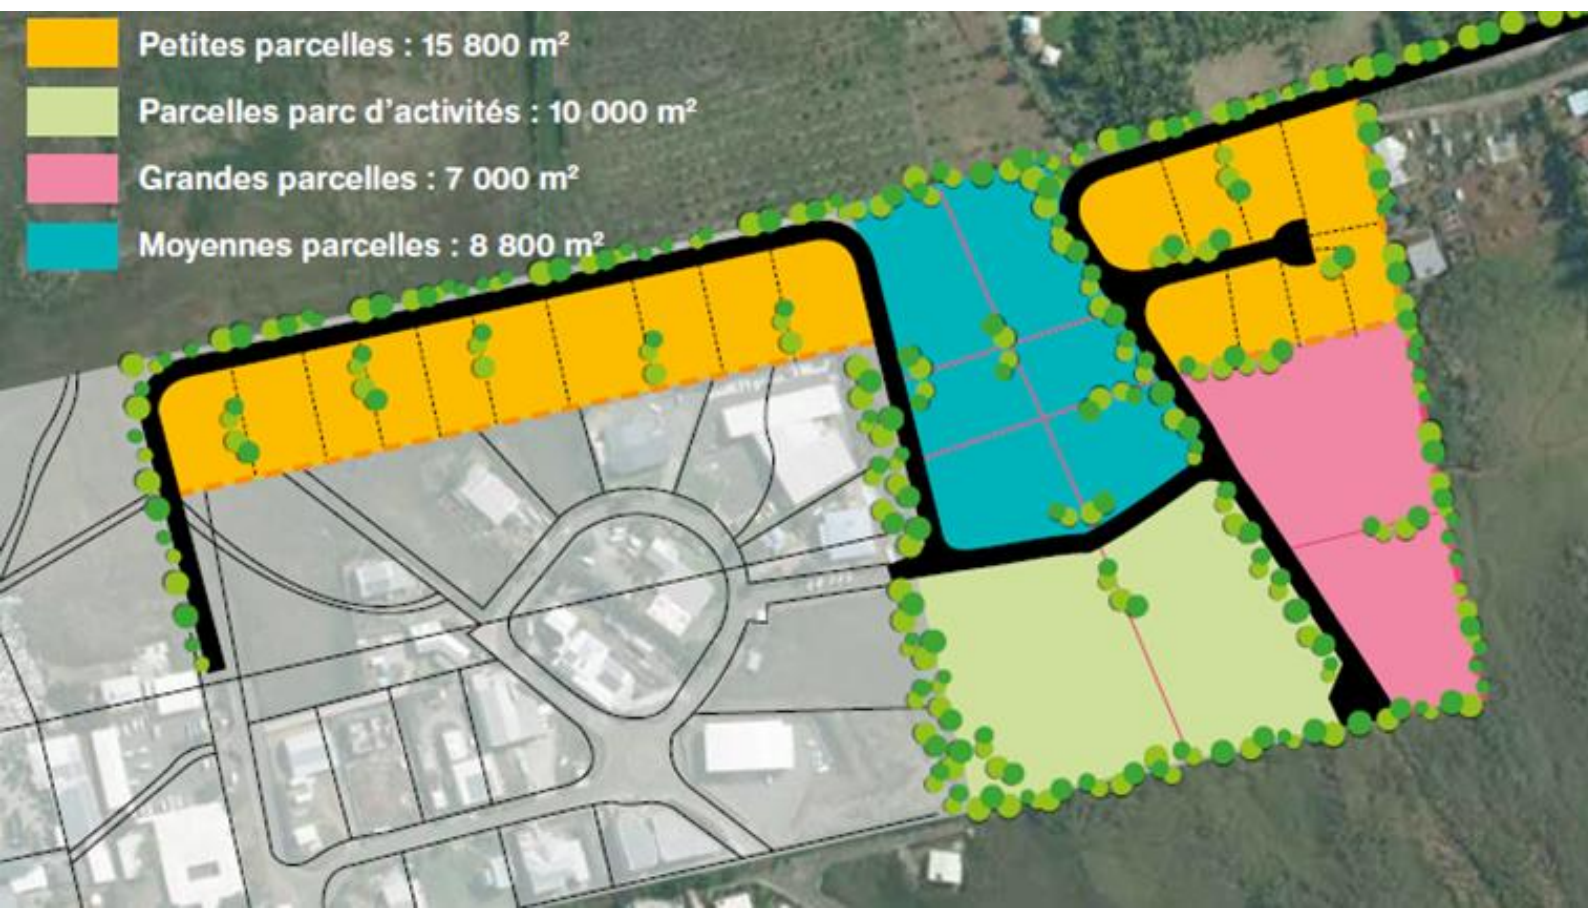 Petites parcelles : 15 800 m²
Parcelles parc d’activités : 10 000 m²
Grandes parcelles : 7 000 m²
Moyennes parcelles : 8 800 m²